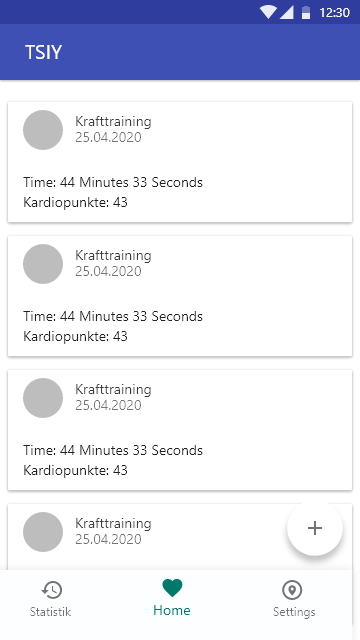 12:30
TSIY
Krafttraining
25.04.2020
Time: 44 Minutes 33 Seconds
Kardiopunkte: 43
Krafttraining
25.04.2020
Time: 44 Minutes 33 Seconds
Kardiopunkte: 43
Krafttraining
25.04.2020
Time: 44 Minutes 33 Seconds
Kardiopunkte: 43
Krafttraining
25.04.2020
Statistik
Home
Settings